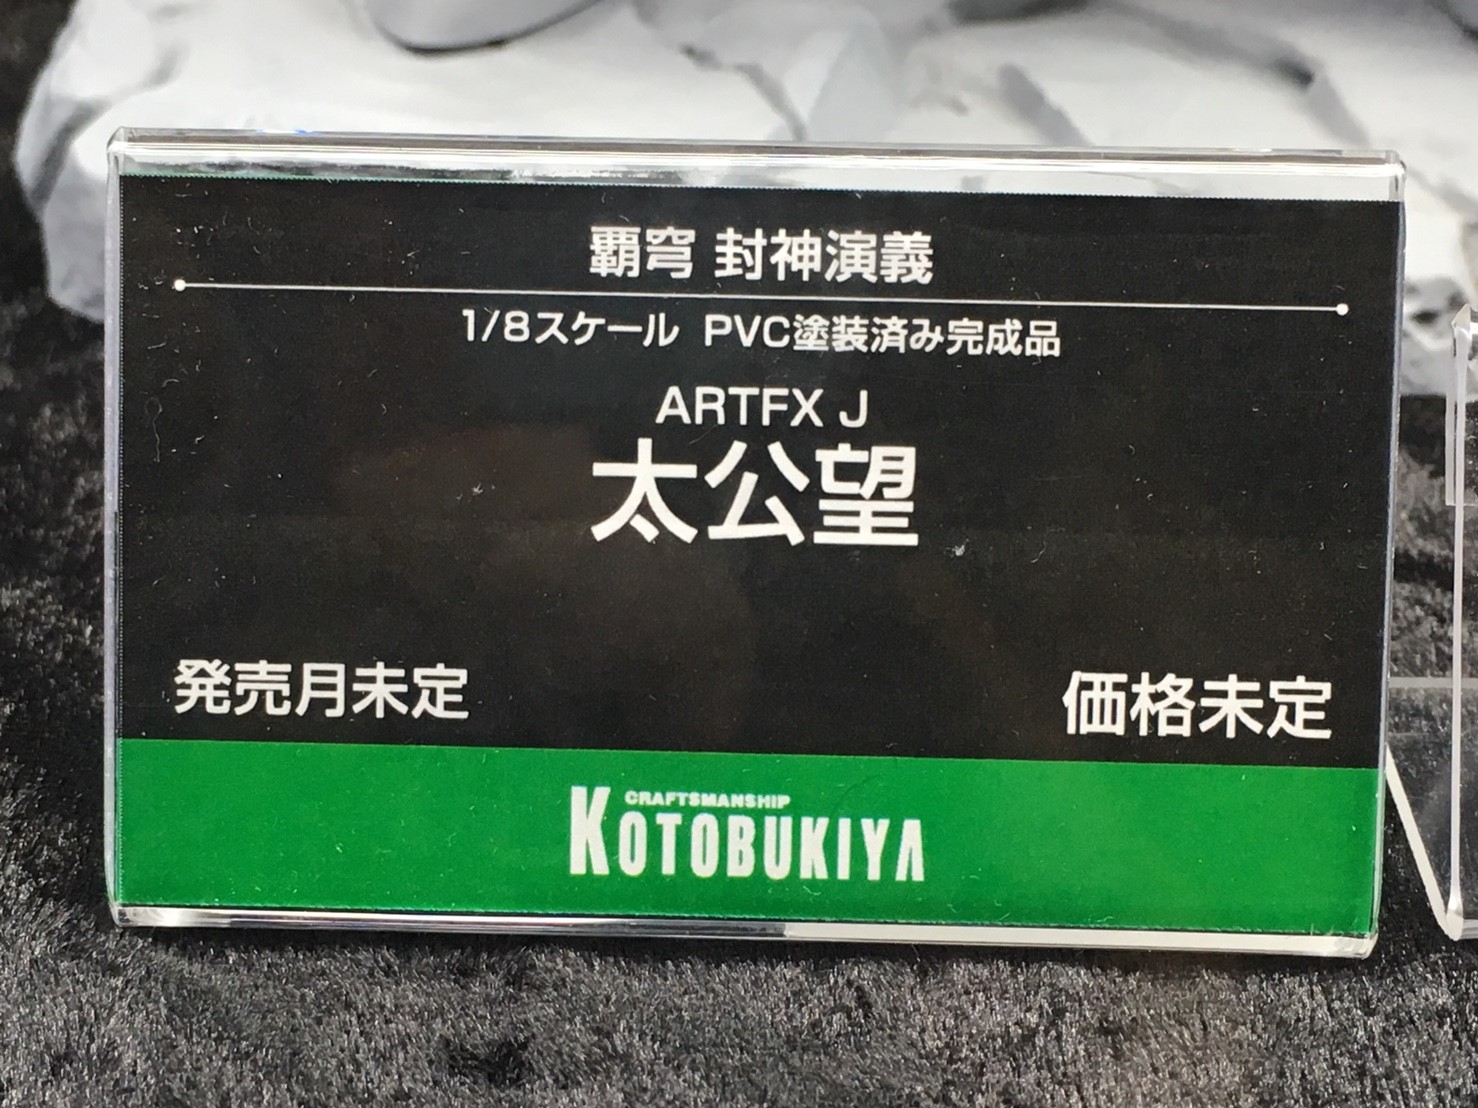 覇穹 封神演義
1/8スケール PVC塗装済み完成品
ARTFX J
太公望
発売月未定
価格未定
CRAFTSMANSHIP
KOTOBUKIYA